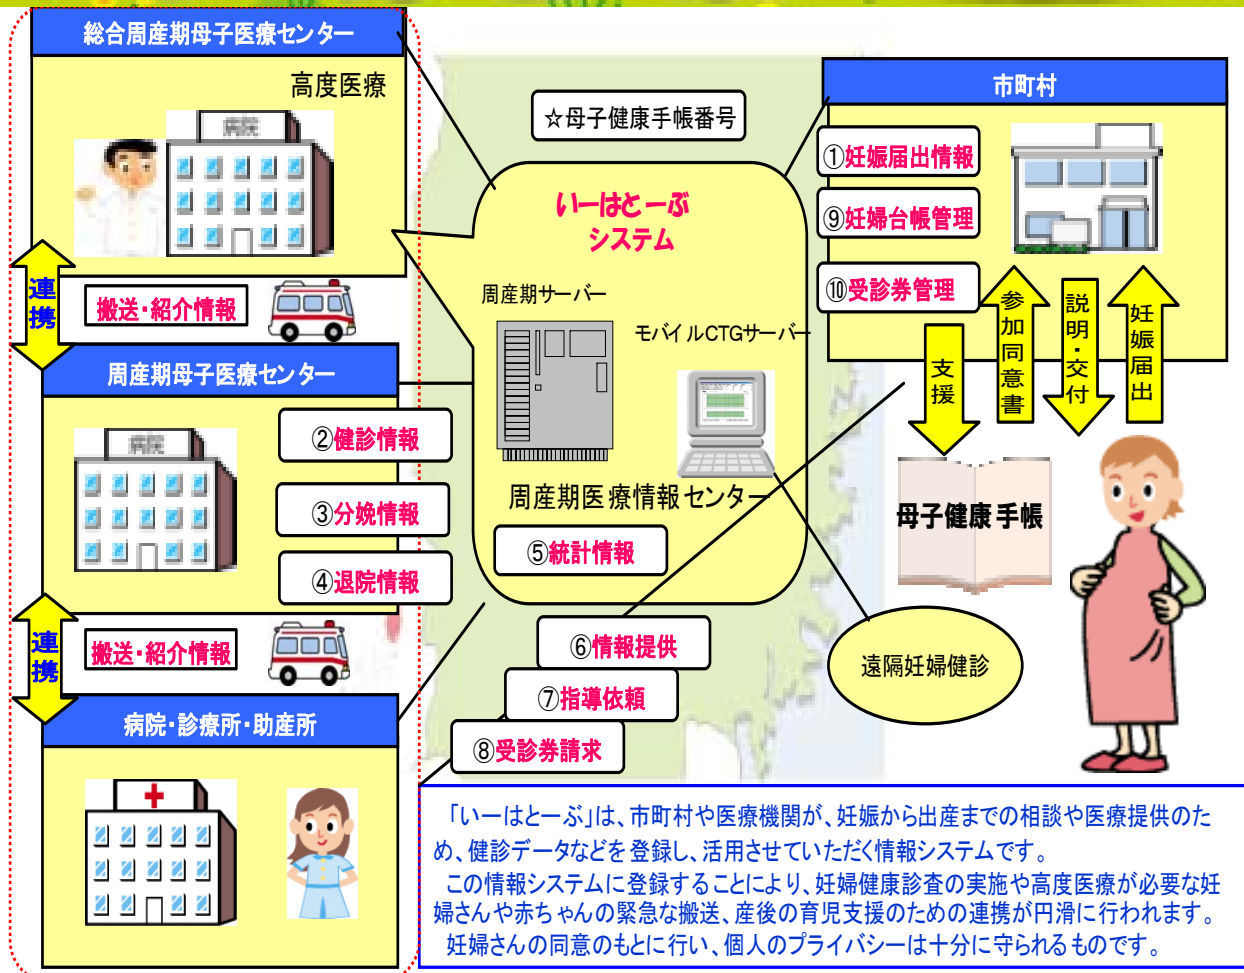 総合周産期母子医療センター
高度医療
病院
連携
搬送・紹介情報
周産期母子医療センター
病院
②健診情報
③分娩情報
④退院情報
連携
搬送・紹介情報
病院・診療所・助産所
☆母子健康手帳番号
いーはとーぶ
システム
周産期サーバー
モバイルCTGサーバー
周産期医療情報センター
⑤統計情報
⑥情報提供
⑦指導依頼
⑧受診券請求
市町村
①妊娠届出情報
⑨妊婦台帳管理
⑩受診券管理
支援
参加同意書
説明・交付
妊娠届出
母子健康手帳
遠隔妊婦健診
「いーはとーぶ」は、市町村や医療機関が、妊娠から出産までの相談や医療提供のた
め、健診データなどを登録し、活用させていただく情報システムです。
この情報システムに登録することにより、妊婦健康診査の実施や高度医療が必要な妊
婦さんや赤ちゃんの緊急な搬送、産後の育児支援のための連携が円滑に行われます。
妊婦さんの同意のもとに行い、個人のプライバシーは十分に守られるものです。